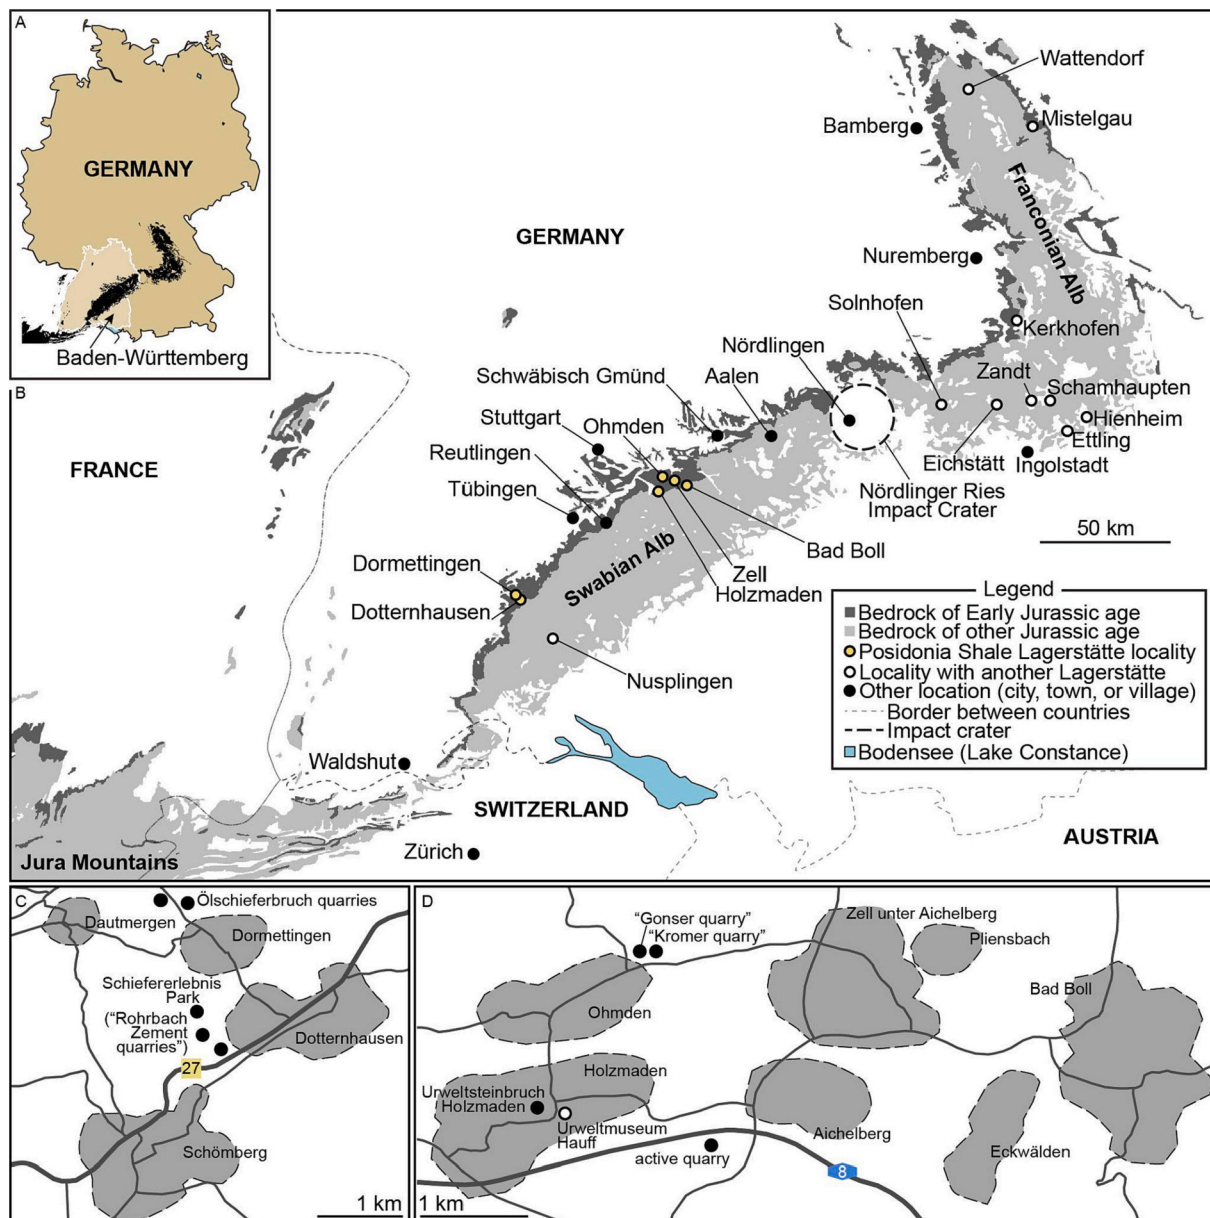 A
GERMANY
Baden-Württemberg
B
Wattendorf
Bamberg
Mistelgau
Franconian Alb
GERMANY
Nuremberg
Solnhofen
Kerkhofen
Nördlingen
Zandt
Schwäbisch Gmünd
Aalen
Schamhaupten
Stuttgart
Ohmden
Hienheim
Ettling
Reutlingen
FRANCE
Eichstätt
Ingolstadt
Tübingen
Nördlinger Ries
Impact Crater
50 km
Bad Boll
Swabian Alb
Dormettingen
Zell
Holzmaden
Dotternhausen
Nusplingen
Legend
Bedrock of Early Jurassic age
Bedrock of other Jurassic age
Posidonia Shale Lagerstätte locality
Locality with another Lagerstätte
Other location (city, town, or village)
Border between countries
Impact crater
Bodensee (Lake Constance)
Waldshut
SWITZERLAND
AUSTRIA
Zürich
Jura Mountains
C
Ölschieferbruch quarries
Dautmergen
Dormettingen
Schiefererlebnis
Park
("Rohrbach
Zement
quarries")
Dotternhausen
27
Schömberg
1 km
D
"Gonser quarry"
"Kromer quarry"
Zell unter Aichelberg
Pliensbach
Bad Boll
Ohmden
Holzmaden
Urweltsteinbruch
Holzmaden
Urweltmuseum
Hauff
Aichelberg
active quarry
Eckwälden
8
1 km